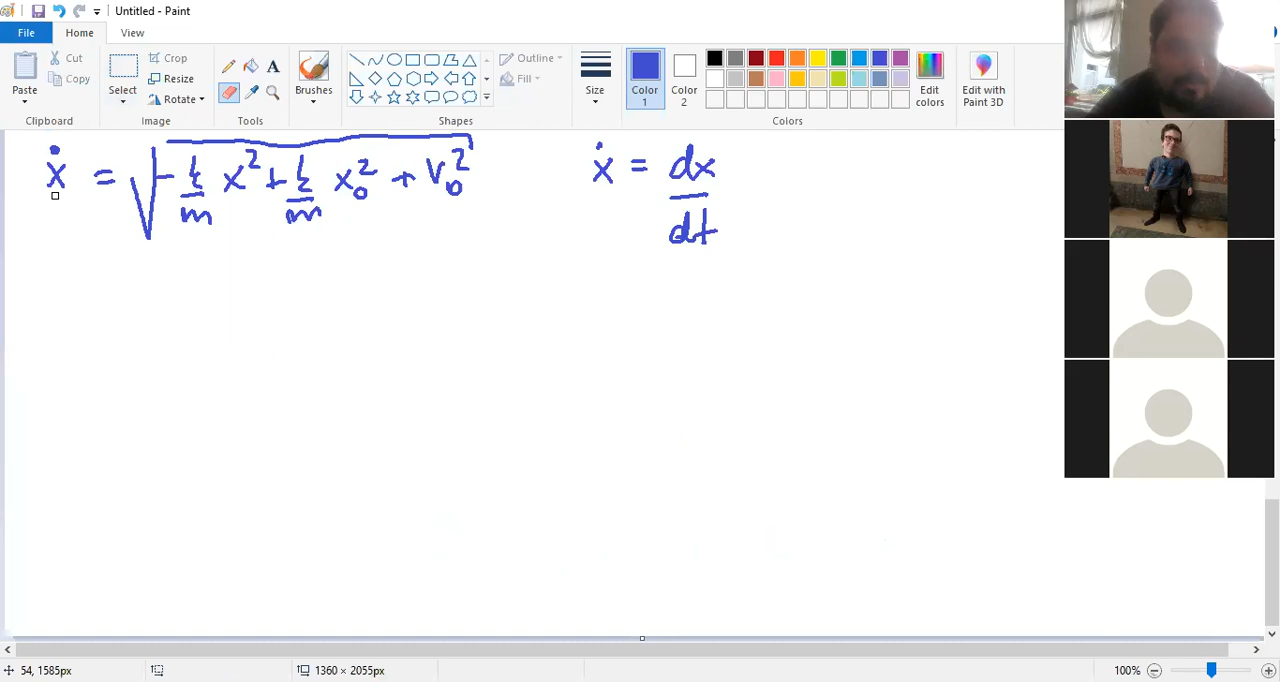 Untitled - Paint
File Home View
Paste
Cut
Copy
Clipboard
Select
Crop
Resize
Rotate
Image
A
Tools
Brushes
Outline
Fill
Shapes
Size
Color 1
Color 2
Edit colors
Edit with Paint 3D
Colors
ẋ = √(-k/m x² + k/m x₀² + v₀²)
ẋ = dx/dt
54, 1585px
1360 × 2055px
100%